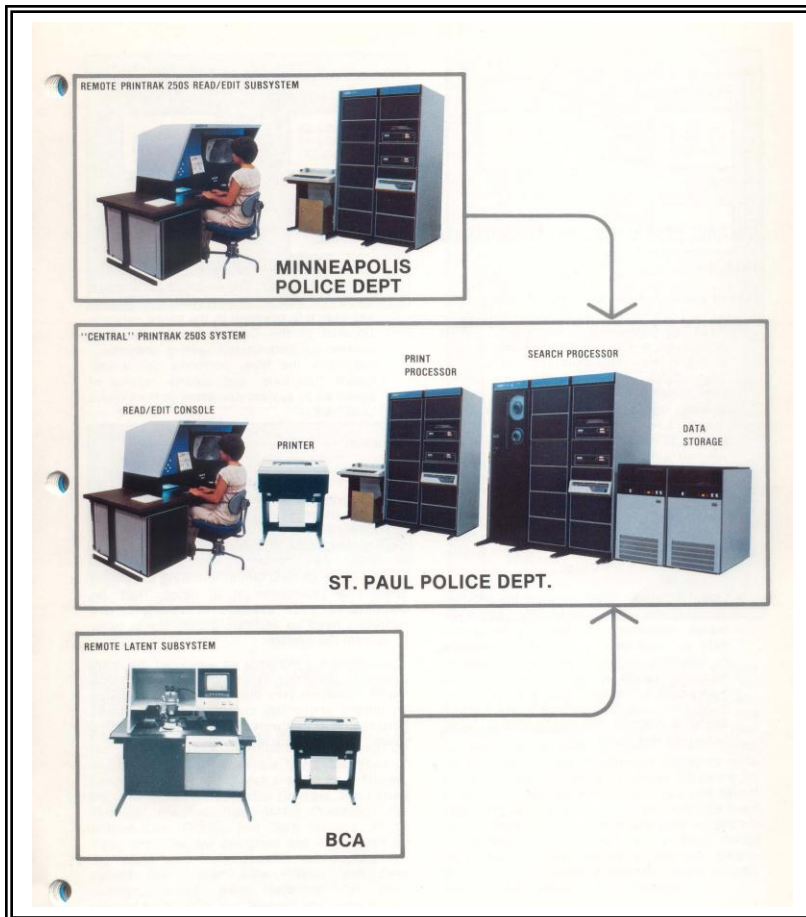 REMOTE PRINTRAK 250S READ/EDIT SUBSYSTEM
MINNEAPOLIS
POLICE DEPT
"CENTRAL" PRINTRAK 250S SYSTEM
PRINT
PROCESSOR
SEARCH PROCESSOR
READ/EDIT CONSOLE
PRINTER
DATA
STORAGE
ST. PAUL POLICE DEPT.
REMOTE LATENT SUBSYSTEM
BCA